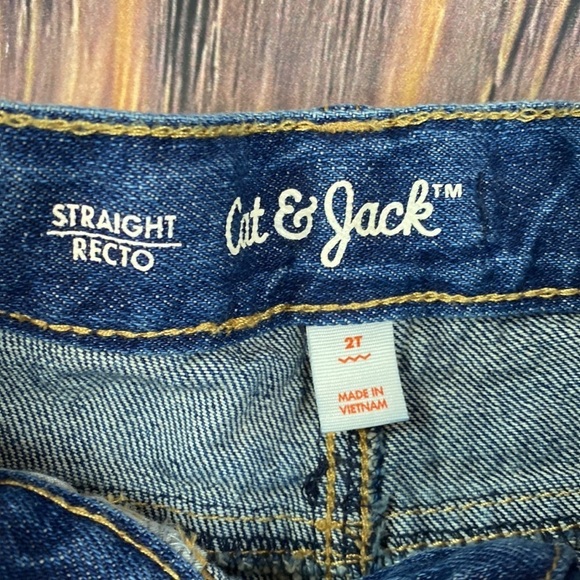 STRAIGHT
RECTO
Cat & Jack™
2T
MADE IN
VIETNAM